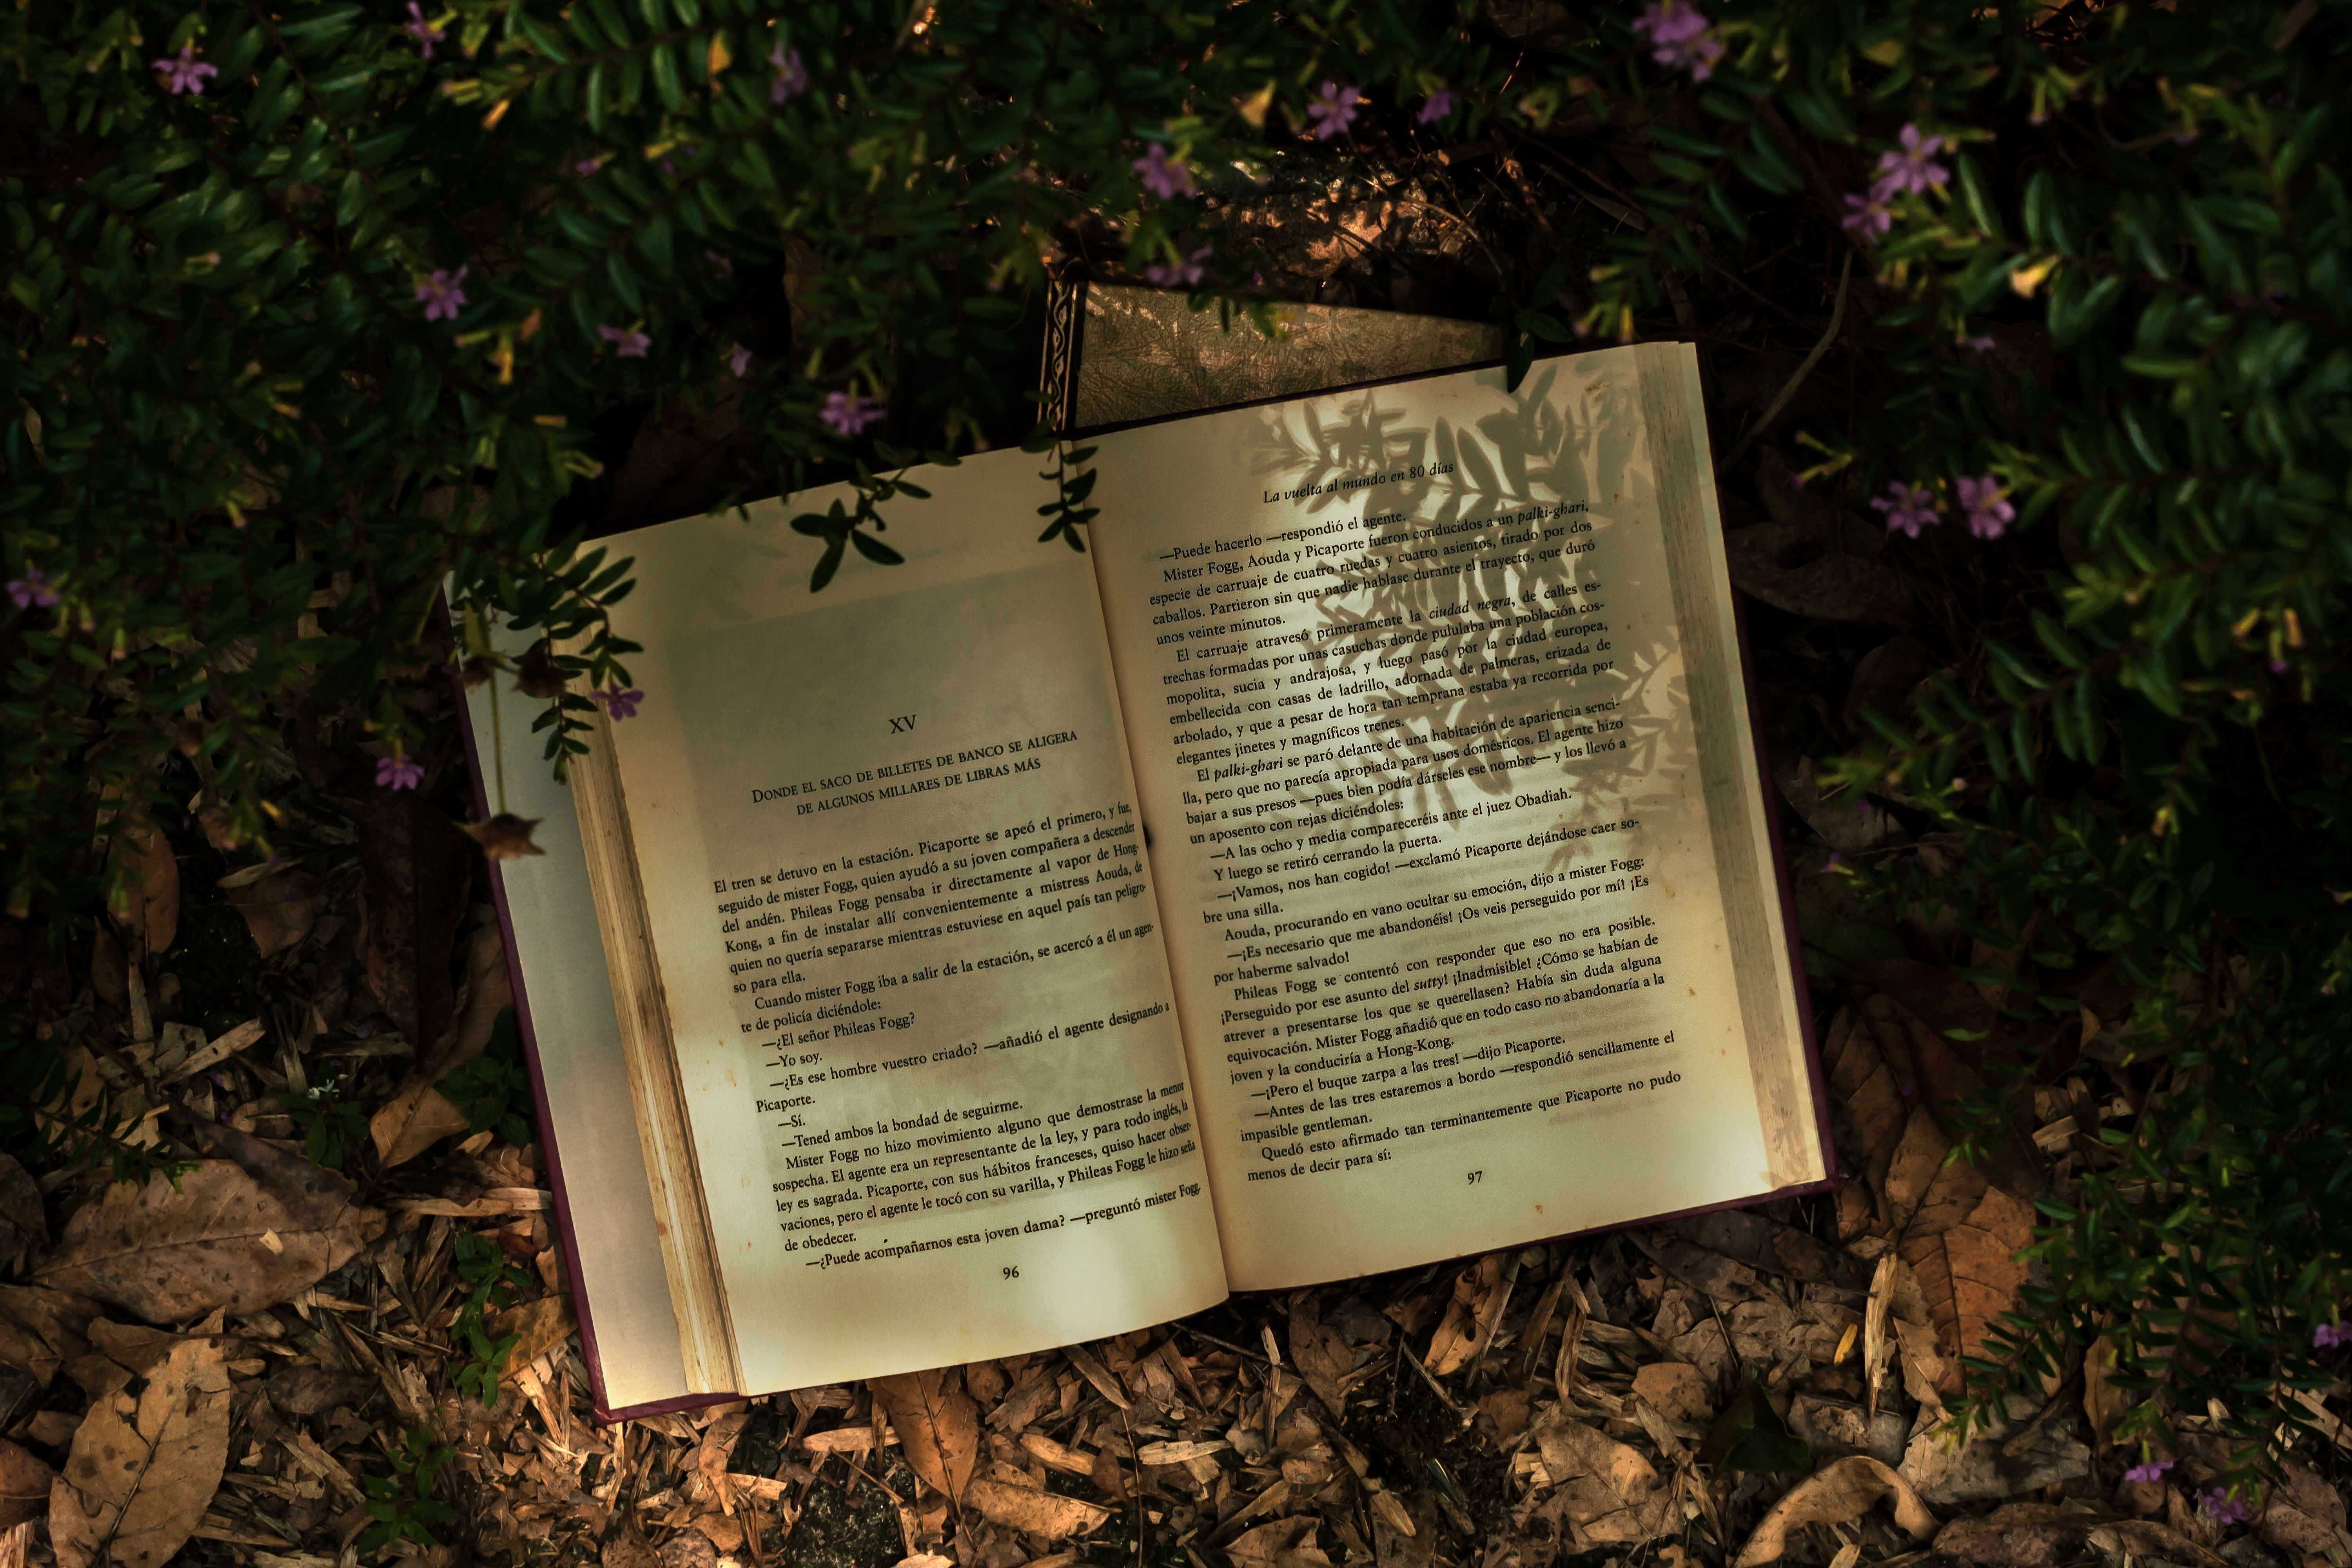 XV
DONDE EL SACO DE BILLETES DE BANCO SE ALIGERA
DE ALGUNOS MILLARES DE LIBRAS MÁS
El tren se detuvo en la estación. Picaporte se apeó el primero, y fue,
seguido de mister Fogg, quien ayudó a su joven compañera a descender
del andén. Phileas Fogg pensaba ir directamente al vapor de Hong-
Kong, a fin de instalar allí convenientemente a mistress Aouda, de
quien no quería separarse mientras estuviese en aquel país tan peligro-
so para ella.
Cuando mister Fogg iba a salir de la estación, se acercó a él un agen-
te de policía diciéndole:
—¿El señor Phileas Fogg?
—Yo soy.
—¿Es ese hombre vuestro criado? —añadió el agente designando a
Picaporte.
—Sí.
—Tened ambos la bondad de seguirme.
Mister Fogg no hizo movimiento alguno que demostrase la menor
sospecha. El agente era un representante de la ley, y para todo inglés, la
ley es sagrada. Picaporte, con sus hábitos franceses, quiso hacer obser-
vaciones, pero el agente le tocó con su varilla, y Phileas Fogg le hizo seña
de obedecer.
—¿Puede acompañarnos esta joven dama? —preguntó mister Fogg.
96
La vuelta al mundo en 80 días
—Puede hacerlo —respondió el agente.
Mister Fogg, Aouda y Picaporte fueron conducidos a un palki-ghari,
especie de carruaje de cuatro ruedas y cuatro asientos, tirado por dos
caballos. Partieron sin que nadie hablase durante el trayecto, que duró
unos veinte minutos.
El carruaje atravesó primeramente la ciudad negra, de calles es-
trechas formadas por unas casuchas donde pululaba una población cos-
mopolita, sucia y andrajosa, y luego pasó por la ciudad europea,
embellecida con casas de ladrillo, adornada de palmeras, erizada de
arbolado, y que a pesar de hora tan temprana estaba ya recorrida por
elegantes jinetes y magníficos trenes.
El palki-ghari se paró delante de una habitación de apariencia senci-
lla, pero que no parecía apropiada para usos domésticos. El agente hizo
bajar a sus presos —pues bien podía dárseles ese nombre— y los llevó a
un aposento con rejas diciéndoles:
—A las ocho y media compareceréis ante el juez Obadiah.
Y luego se retiró cerrando la puerta.
—¡Vamos, nos han cogido! —exclamó Picaporte dejándose caer so-
bre una silla.
Aouda, procurando en vano ocultar su emoción, dijo a mister Fogg:
—¡Es necesario que me abandonéis! ¡Os veis perseguido por mí! ¡Es
por haberme salvado!
Phileas Fogg se contentó con responder que eso no era posible.
¡Perseguido por ese asunto del sutty! ¡Inadmisible! ¿Cómo se habían de
atrever a presentarse los que se querellasen? Había sin duda alguna
equivocación. Mister Fogg añadió que en todo caso no abandonaría a la
joven y la conduciría a Hong-Kong.
—¡Pero el buque zarpa a las tres! —dijo Picaporte.
—Antes de las tres estaremos a bordo —respondió sencillamente el
impasible gentleman.
Quedó esto afirmado tan terminantemente que Picaporte no pudo
menos de decir para sí:
97